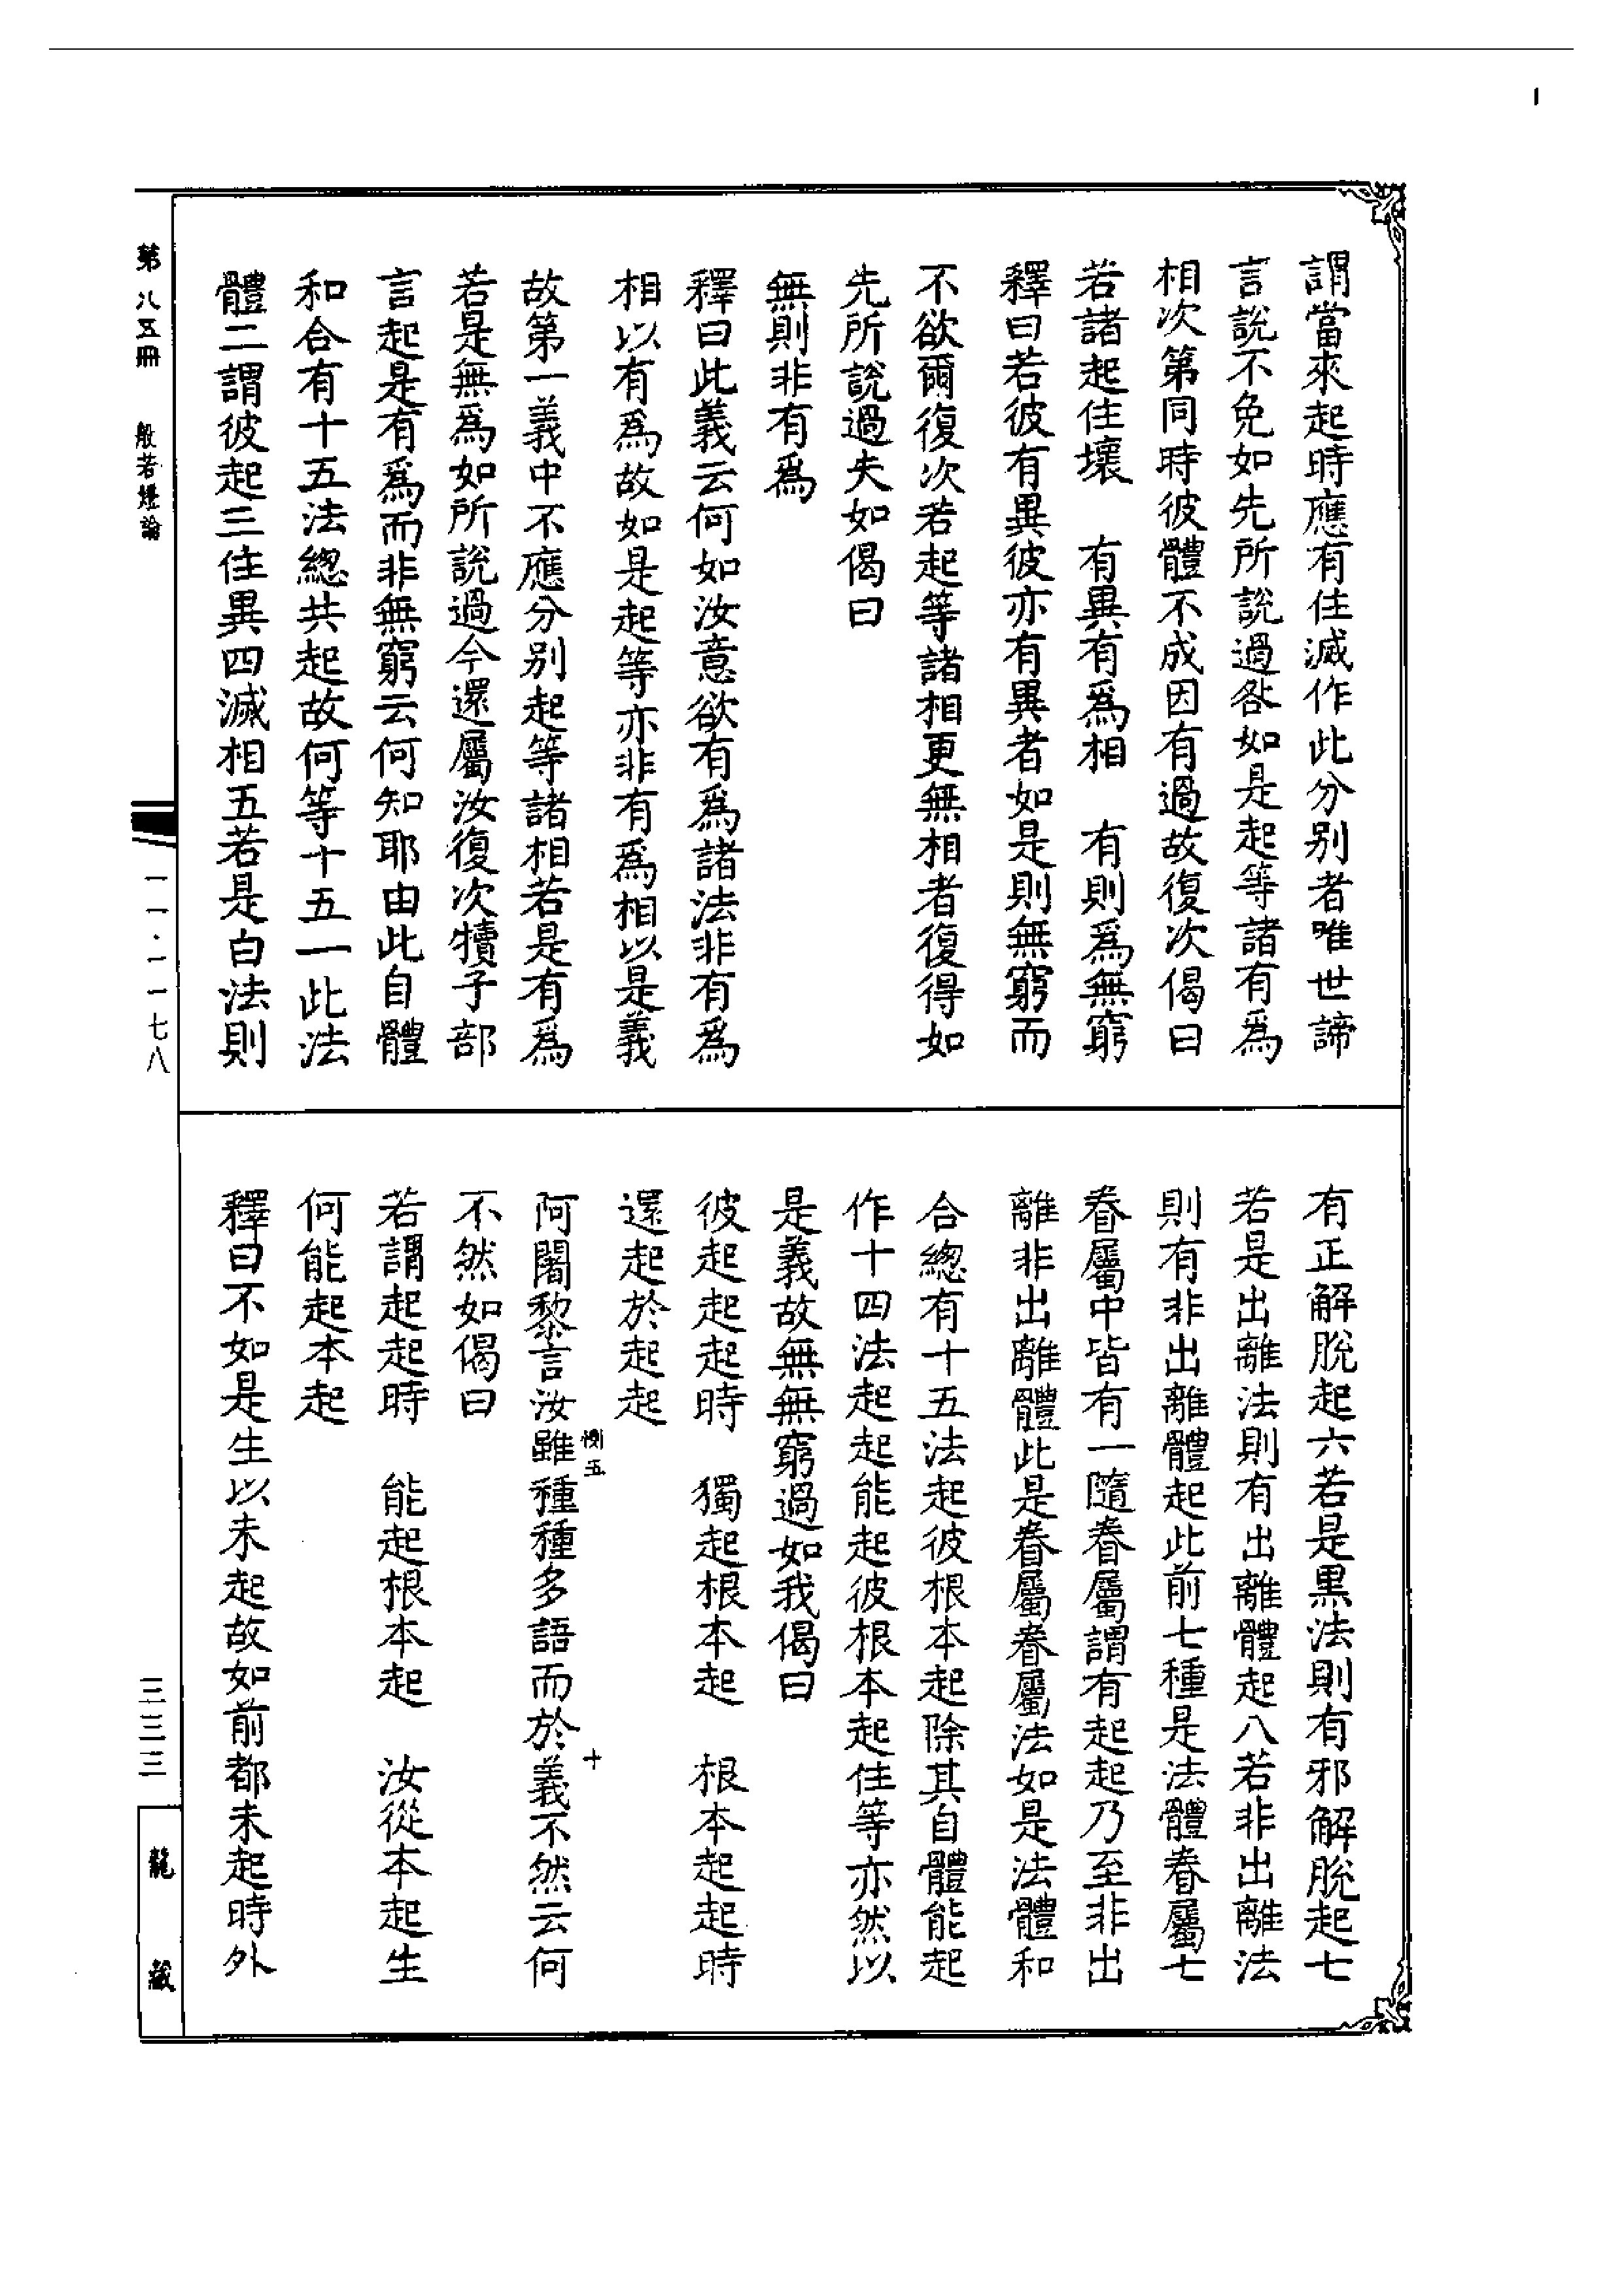 1
謂當來起時應有住滅作此分別者唯世諦
言說不免如先所說過咎如是起等諸有爲
相次第同時彼體不成因有過故復次偈曰
若諸起住壞　有異有爲相　有則爲無窮
釋曰若彼有異彼亦有異者如是則無窮而
不欲爾復次若起等諸相更無相者復得如
先所說過失如偈曰
無則非有爲
釋曰此義云何如汝意欲有爲諸法非有爲
相以有爲故如是起等亦非有爲相以是義
故第一義中不應分別起等諸相若是有爲
若是無爲如所說過今還屬汝復次犢子部
言起是有爲而非無窮云何知耶由此自體
和合有十五法總共起故何等十五一此法
體二謂彼起三住異四滅相五若是白法則
有正解脫起六若是黑法則有邪解脫起七
若是出離法則有出離體起八若非出離法
則有非出離體起此前七種是法體眷屬七
眷屬中皆有一隨眷屬謂有起起乃至非出
離非出離體此是眷屬眷屬法如是法體和
合總有十五法起彼根本起除其自體能起
作十四法起起能起彼根本起住等亦然以
是義故無無窮過如我偈曰
彼起起起時　獨起根本起　根本起起時
還起於起起
阿闍黎言汝雖種種多語而於義不然云何
惻五　十
不然如偈曰
若謂起起時　能起根本起　汝從本起生
何能起本起
釋曰不如是生以未起故如前都未起時外
第八五冊　般若燈論　一一·一一七八　三三三　龍藏